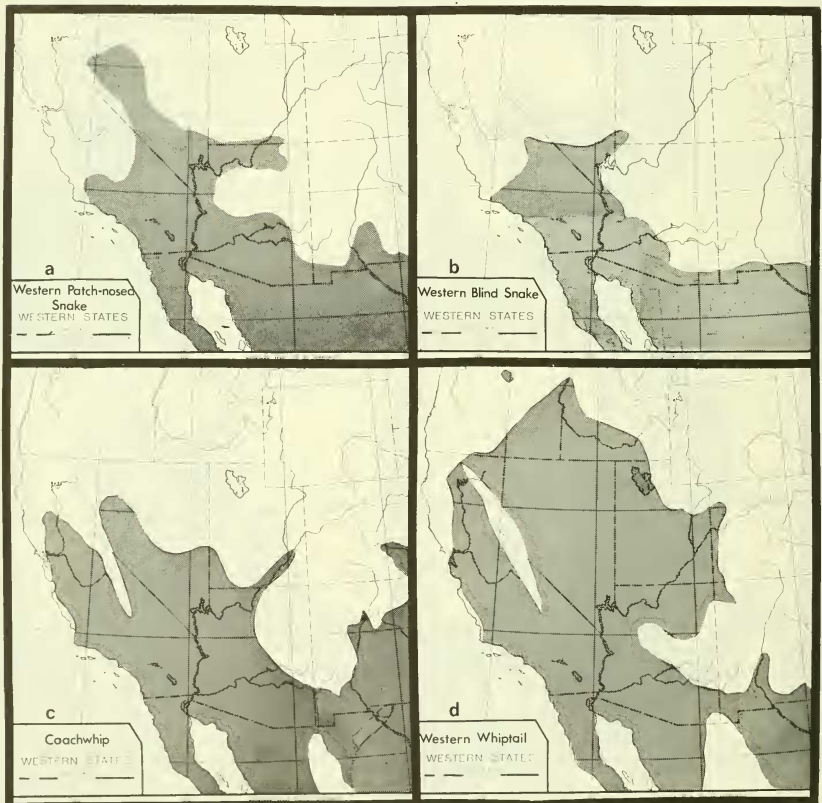 a
Western Patch-nosed
Snake
WESTERN STATES
b
Western Blind Snake
WESTERN STATES
c
Coachwhip
WESTERN STATES
d
Western Whiptail
WESTERN STATES